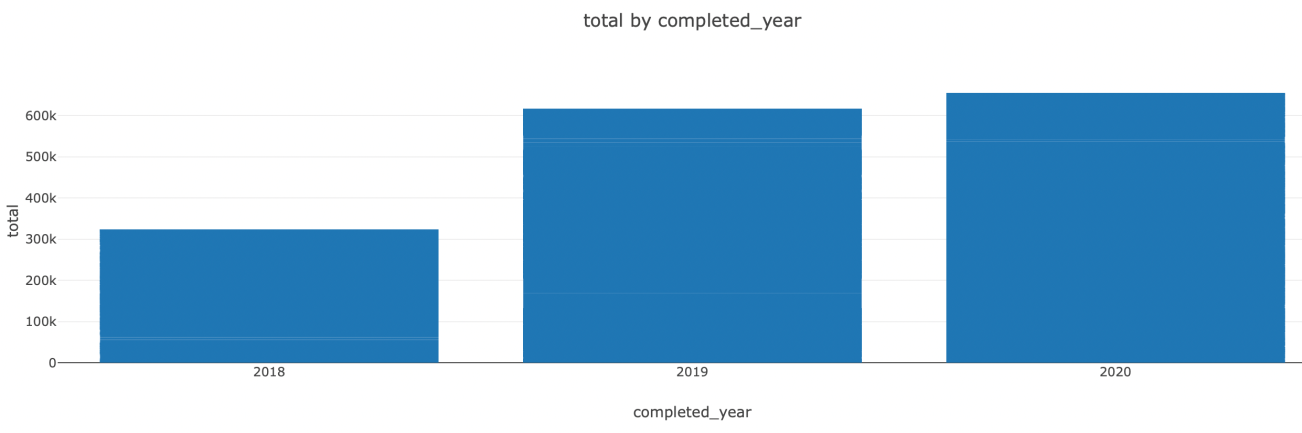 total by completed_year
total
600k
500k
400k
300k
200k
100k
0
2018
2019
2020
completed_year